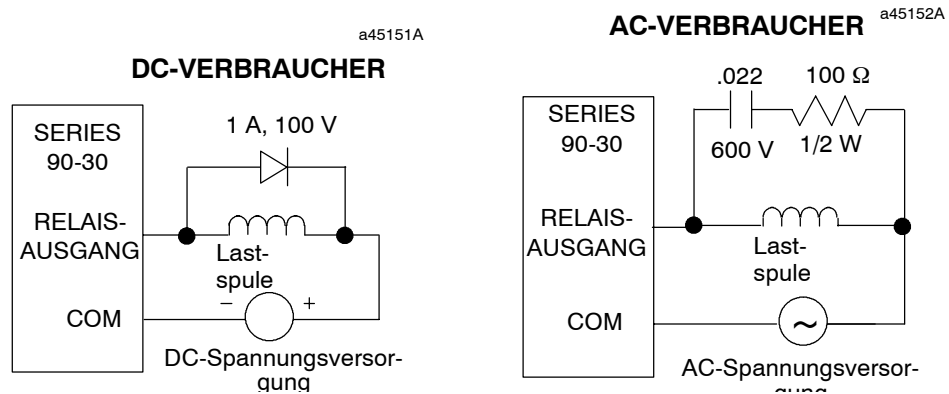 a45151A
DC-VERBRAUCHER
SERIES
90-30
1 A, 100 V
RELAIS-
AUSGANG
Last-
spule
− +
COM
DC-Spannungsversor-
gung
a45152A
AC-VERBRAUCHER
.022
100 Ω
SERIES
90-30
600 V
1/2 W
RELAIS-
AUSGANG
Last-
spule
COM
~
AC-Spannungsversor-
gung